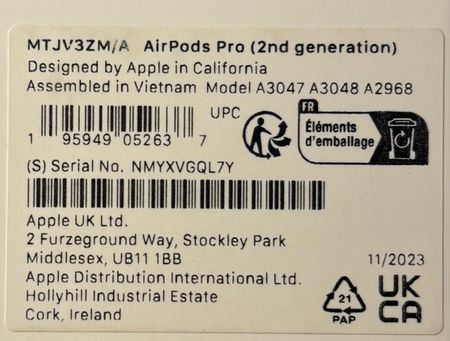 MTJV3ZM/A AirPods Pro (2nd generation)
Designed by Apple in California
Assembled in Vietnam Model A3047 A3048 A2968
UPC
1 95949 05263 7
FR
Éléments
d'emballage
(S) Serial No. NMYXVGQL7Y
Apple UK Ltd.
2 Furzeground Way, Stockley Park
Middlesex, UB11 1BB
11/2023
Apple Distribution International Ltd.
Hollyhill Industrial Estate
Cork, Ireland
21
PAP
UK
CA